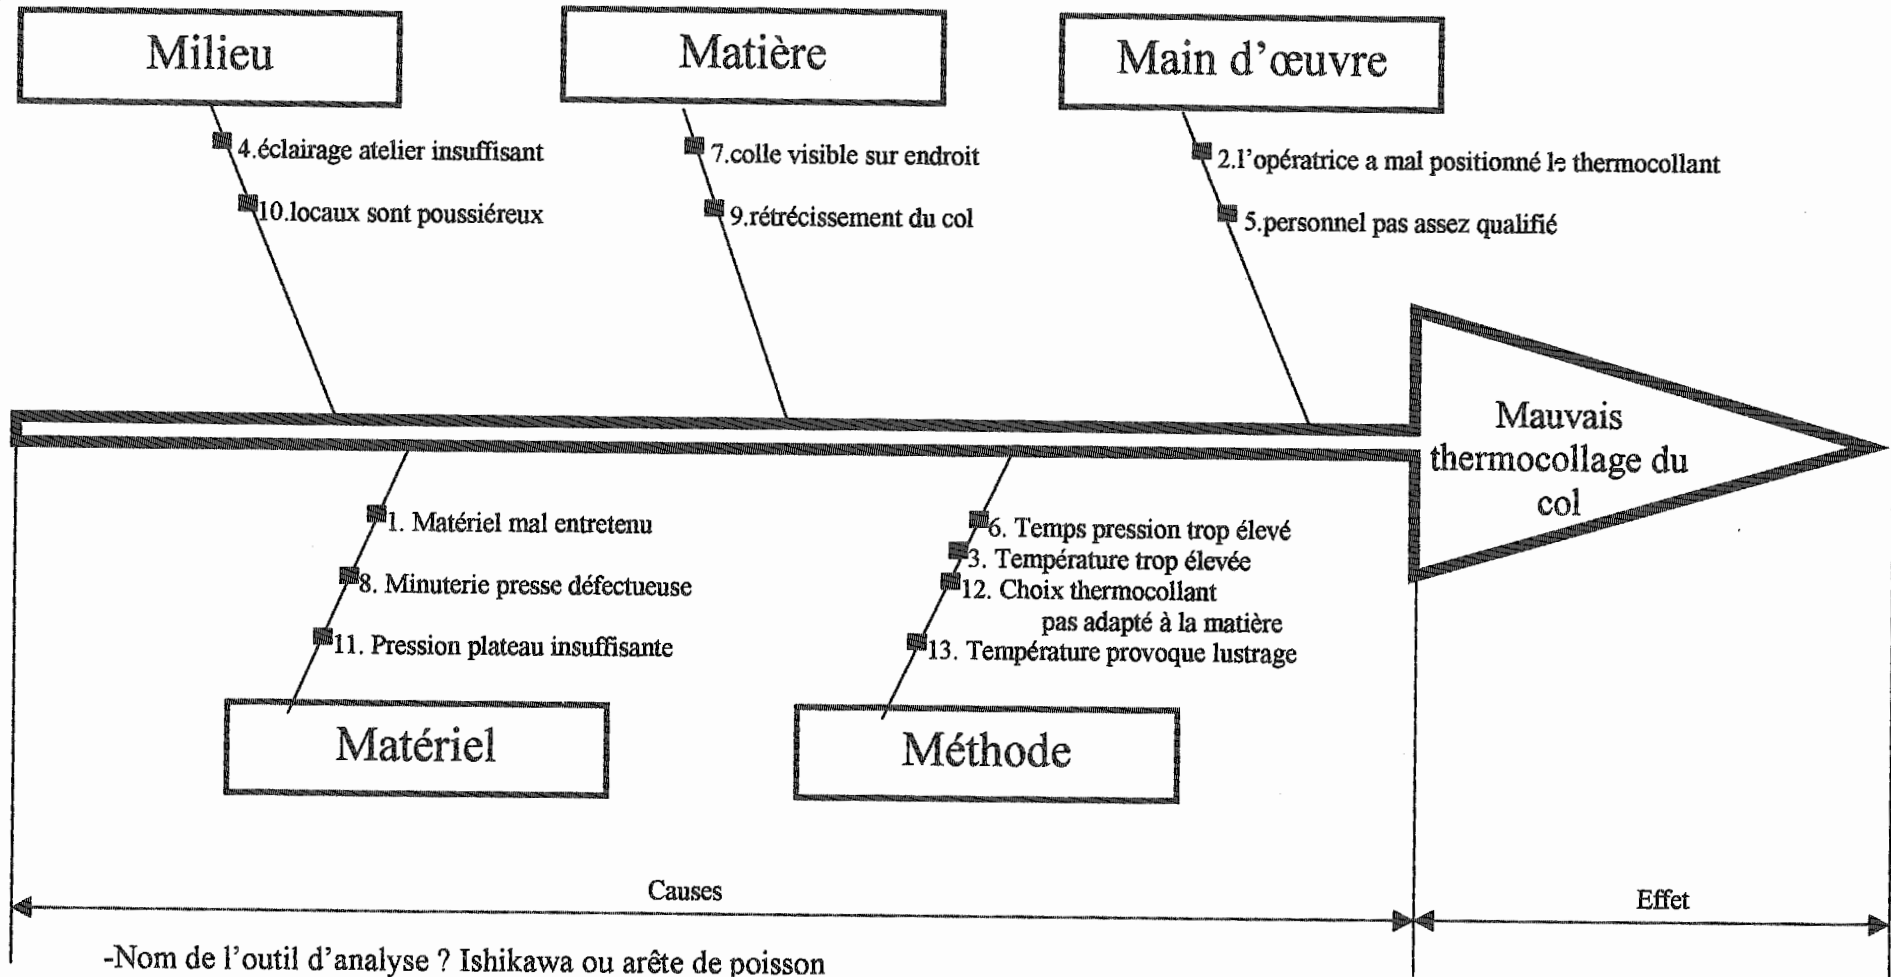 Milieu
Matière
Main d'œuvre
4.éclairage atelier insuffisant
10.locaux sont poussiéreux
7.colle visible sur endroit
9.rétrécissement du col
2.l'opératrice a mal positionné le thermocollant
5.personnel pas assez qualifié
Mauvais
thermocollage du
col
1. Matériel mal entretenu
8. Minuterie presse défectueuse
11. Pression plateau insuffisante
6. Temps pression trop élevé
3. Température trop élevée
12. Choix thermocollant
pas adapté à la matière
13. Température provoque lustrage
Matériel
Méthode
Causes
Effet
-Nom de l'outil d'analyse ? Ishikawa ou arête de poisson